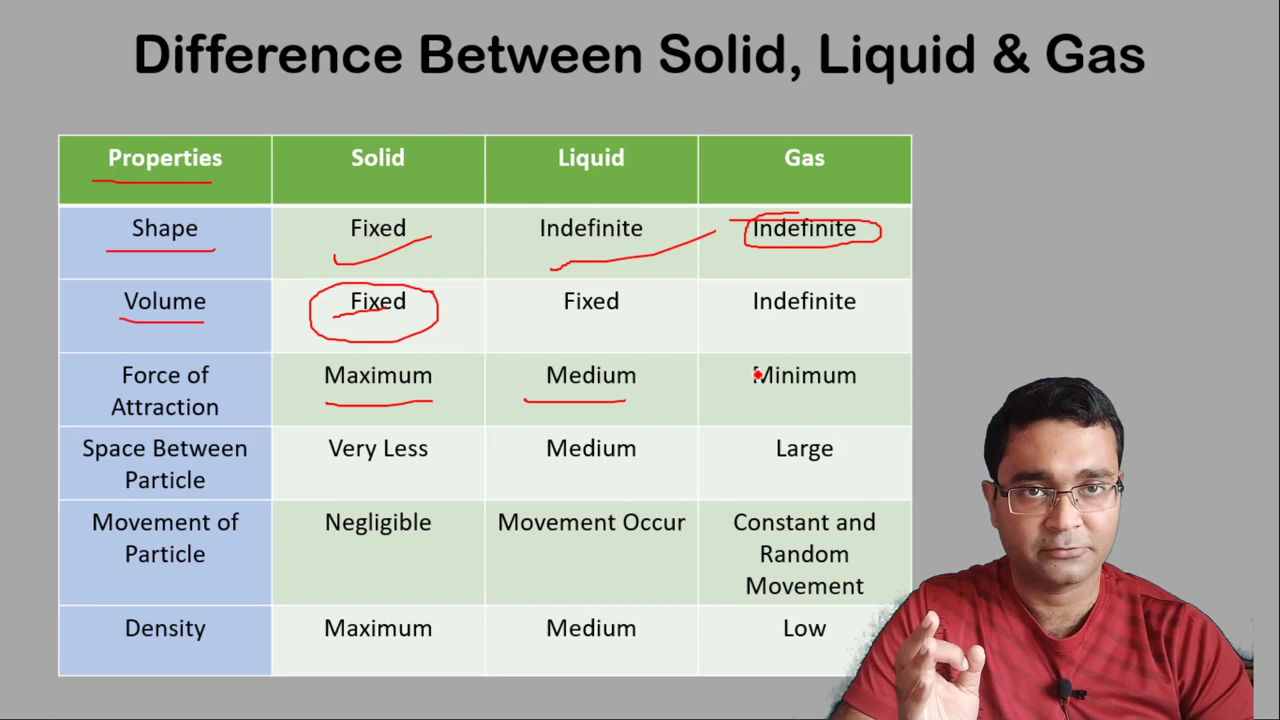 Difference Between Solid, Liquid & Gas
Properties Solid Liquid Gas
Shape Fixed Indefinite Indefinite
Volume Fixed Fixed Indefinite
Force of Attraction Maximum Medium Minimum
Space Between Particle Very Less Medium Large
Movement of Particle Negligible Movement Occur Constant and Random Movement
Density Maximum Medium Low